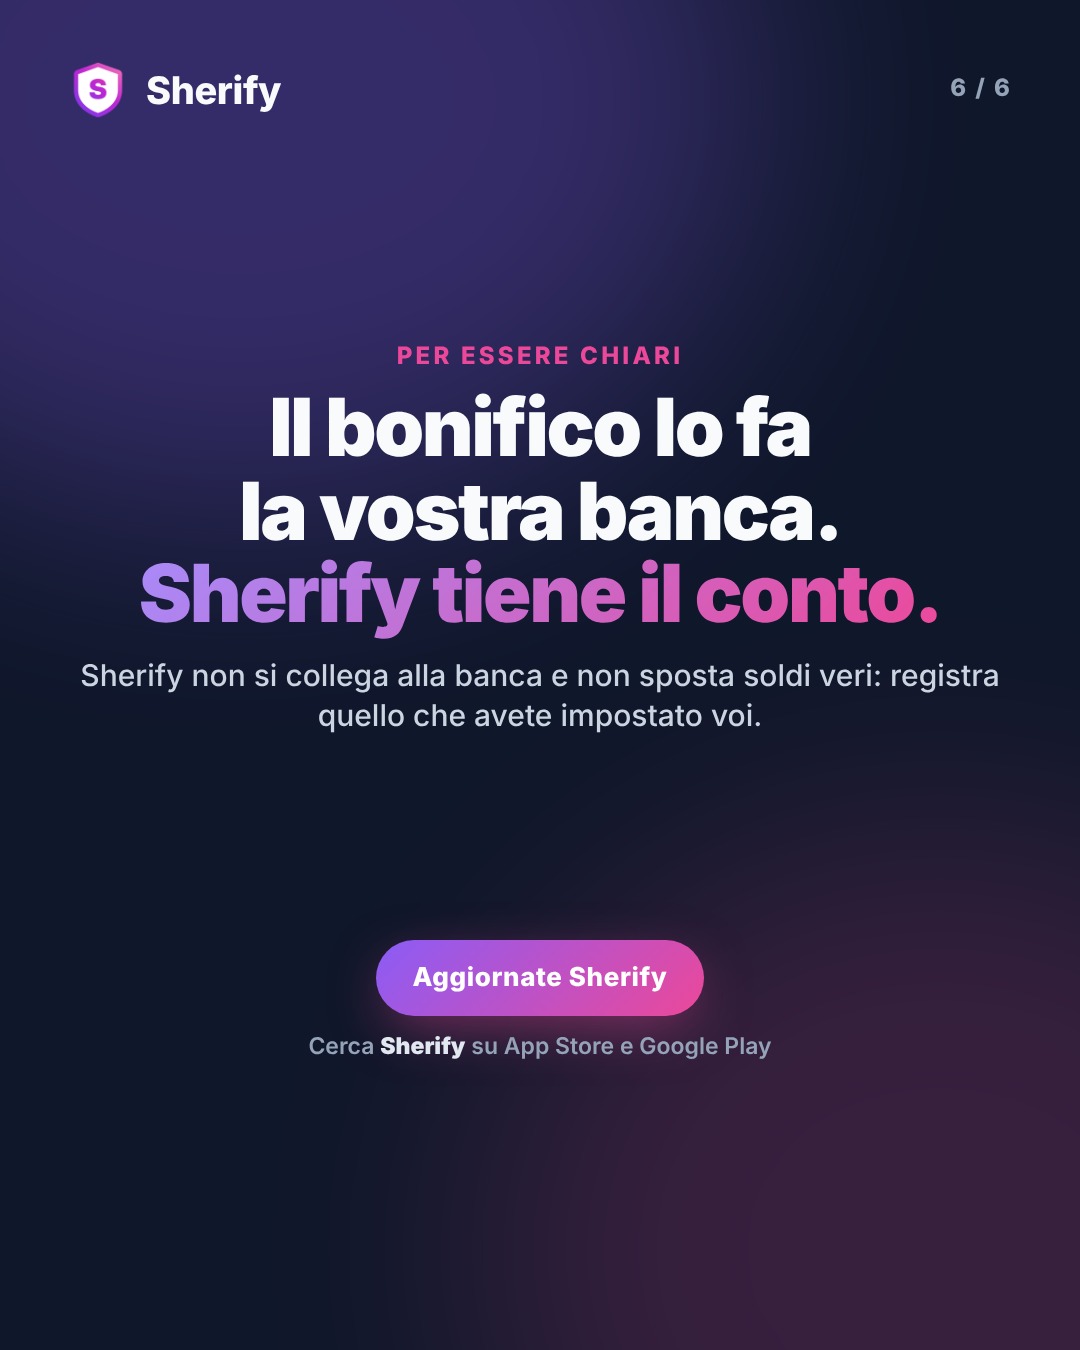 S
Sherify
6 / 6
PER ESSERE CHIARI
Il bonifico lo fa
la vostra banca.
Sherify tiene il conto.
Sherify non si collega alla banca e non sposta soldi veri: registra
quello che avete impostato voi.
Aggiornate Sherify
Cerca Sherify su App Store e Google Play